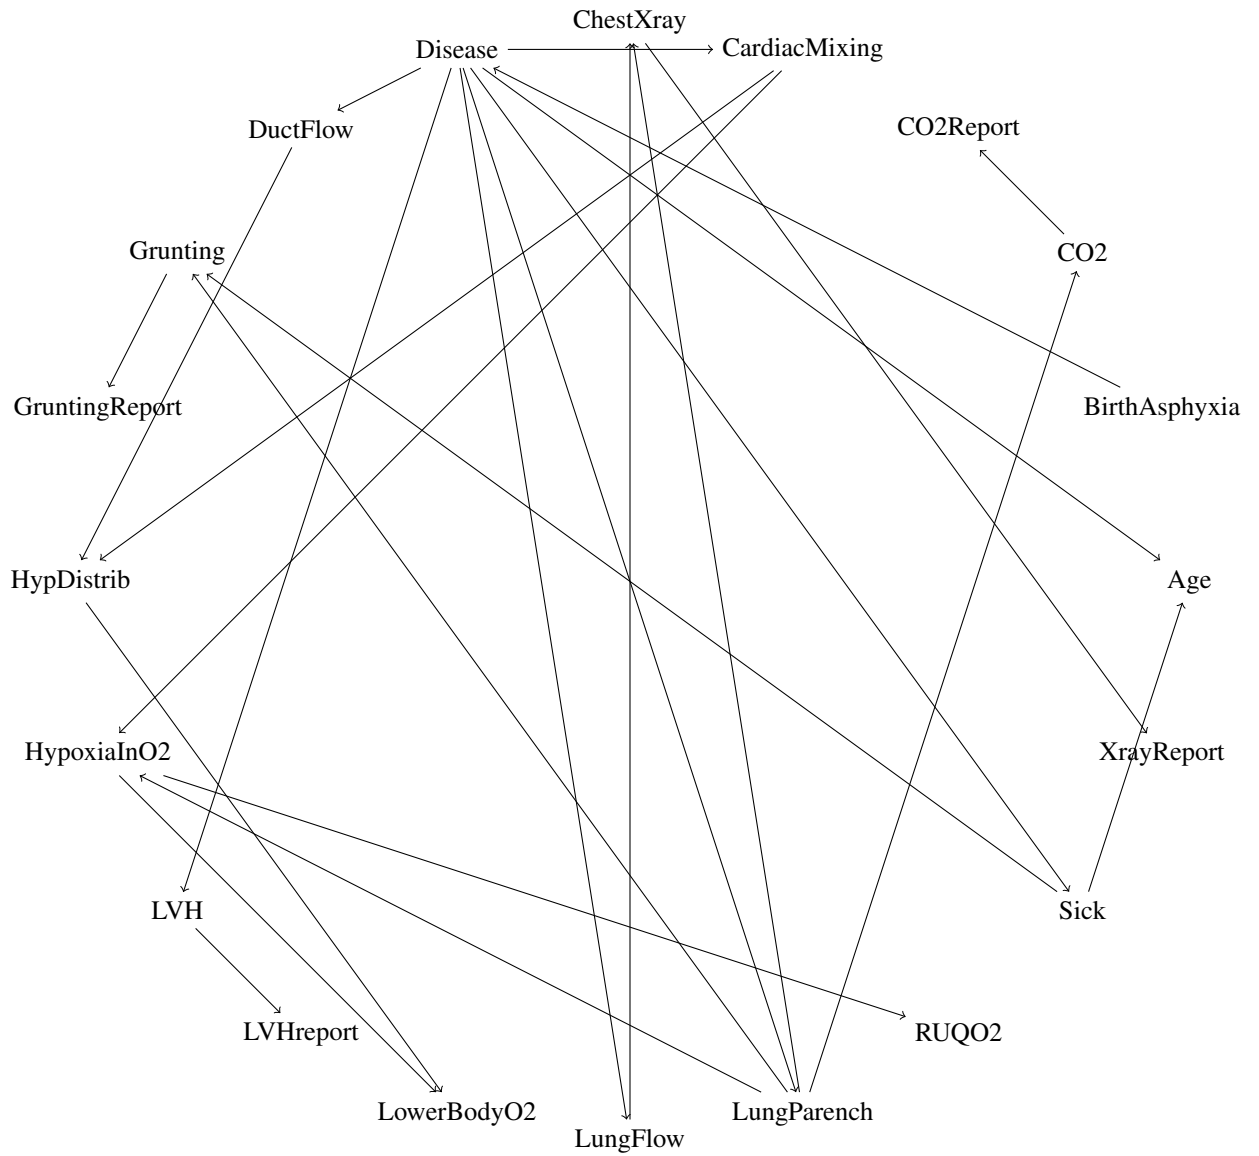 ChestXray
Disease
CardiacMixing
DuctFlow
CO2Report
Grunting
CO2
GruntingReport
BirthAsphyxia
HypDistrib
Age
HypoxiaInO2
XrayReport
LVH
Sick
LVHreport
RUQO2
LowerBodyO2
LungParench
LungFlow